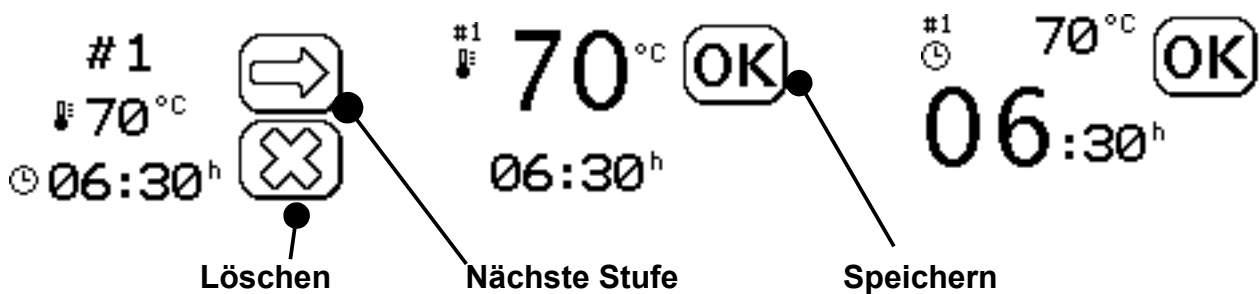 #1
70°C
06:30h
#1
70°C
OK
06:30h
#1
70°C
OK
06:30h
Löschen
Nächste Stufe
Speichern